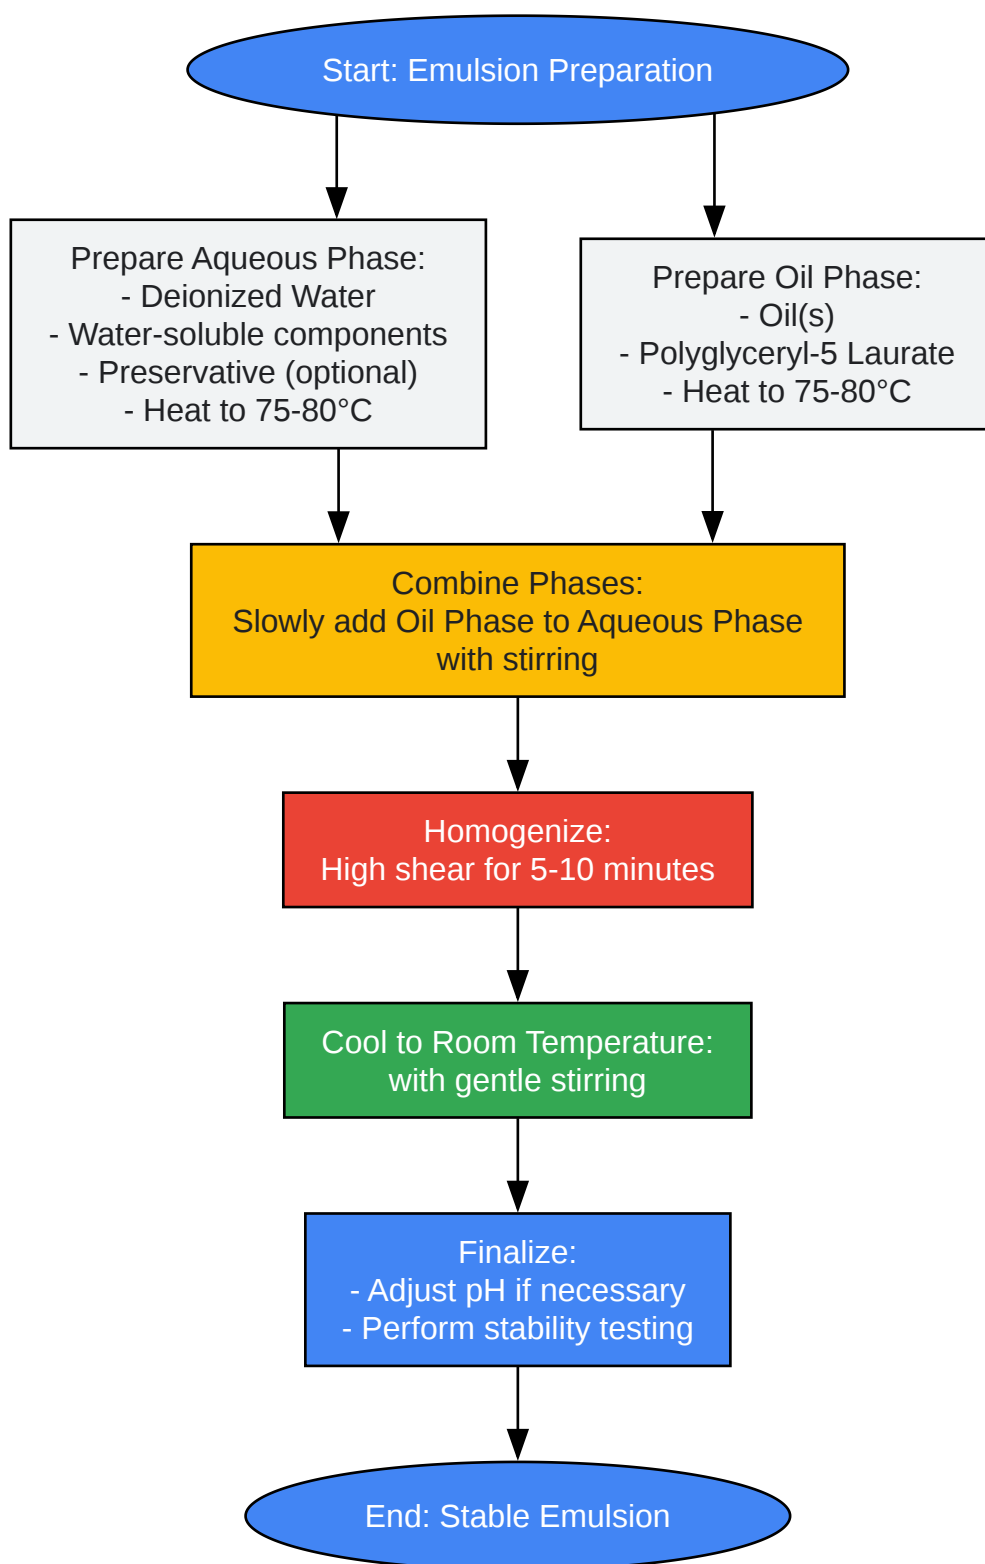 Start: Emulsion Preparation
Prepare Aqueous Phase:
- Deionized Water
- Water-soluble components
- Preservative (optional)
- Heat to 75-80°C
Prepare Oil Phase:
- Oil(s)
- Polyglyceryl-5 Laurate
- Heat to 75-80°C
Combine Phases:
Slowly add Oil Phase to Aqueous Phase
with stirring
Homogenize:
High shear for 5-10 minutes
Cool to Room Temperature:
with gentle stirring
Finalize:
- Adjust pH if necessary
- Perform stability testing
End: Stable Emulsion